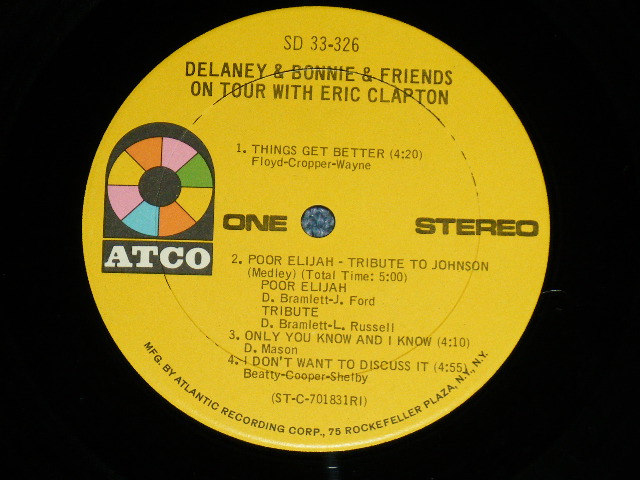 SD 33-326
DELANEY & BONNIE & FRIENDS
ON TOUR WITH ERIC CLAPTON
1. THINGS GET BETTER (4:20)
Floyd-Cropper-Wayne
ATCO
ONE
STEREO
2. POOR ELIJAH - TRIBUTE TO JOHNSON
(Medley) (Total Time: 5:00)
POOR ELIJAH
D. Bramlett-J. Ford
TRIBUTE
D. Bramlett-L. Russell
3. ONLY YOU KNOW AND I KNOW (4:10)
D. Mason
4. I DON'T WANT TO DISCUSS IT (4:55)
Beatty-Cooper-Shelby
(ST-C-701831RI)
MFG. BY ATLANTIC RECORDING CORP., 75 ROCKEFELLER PLAZA, N.Y., N.Y.